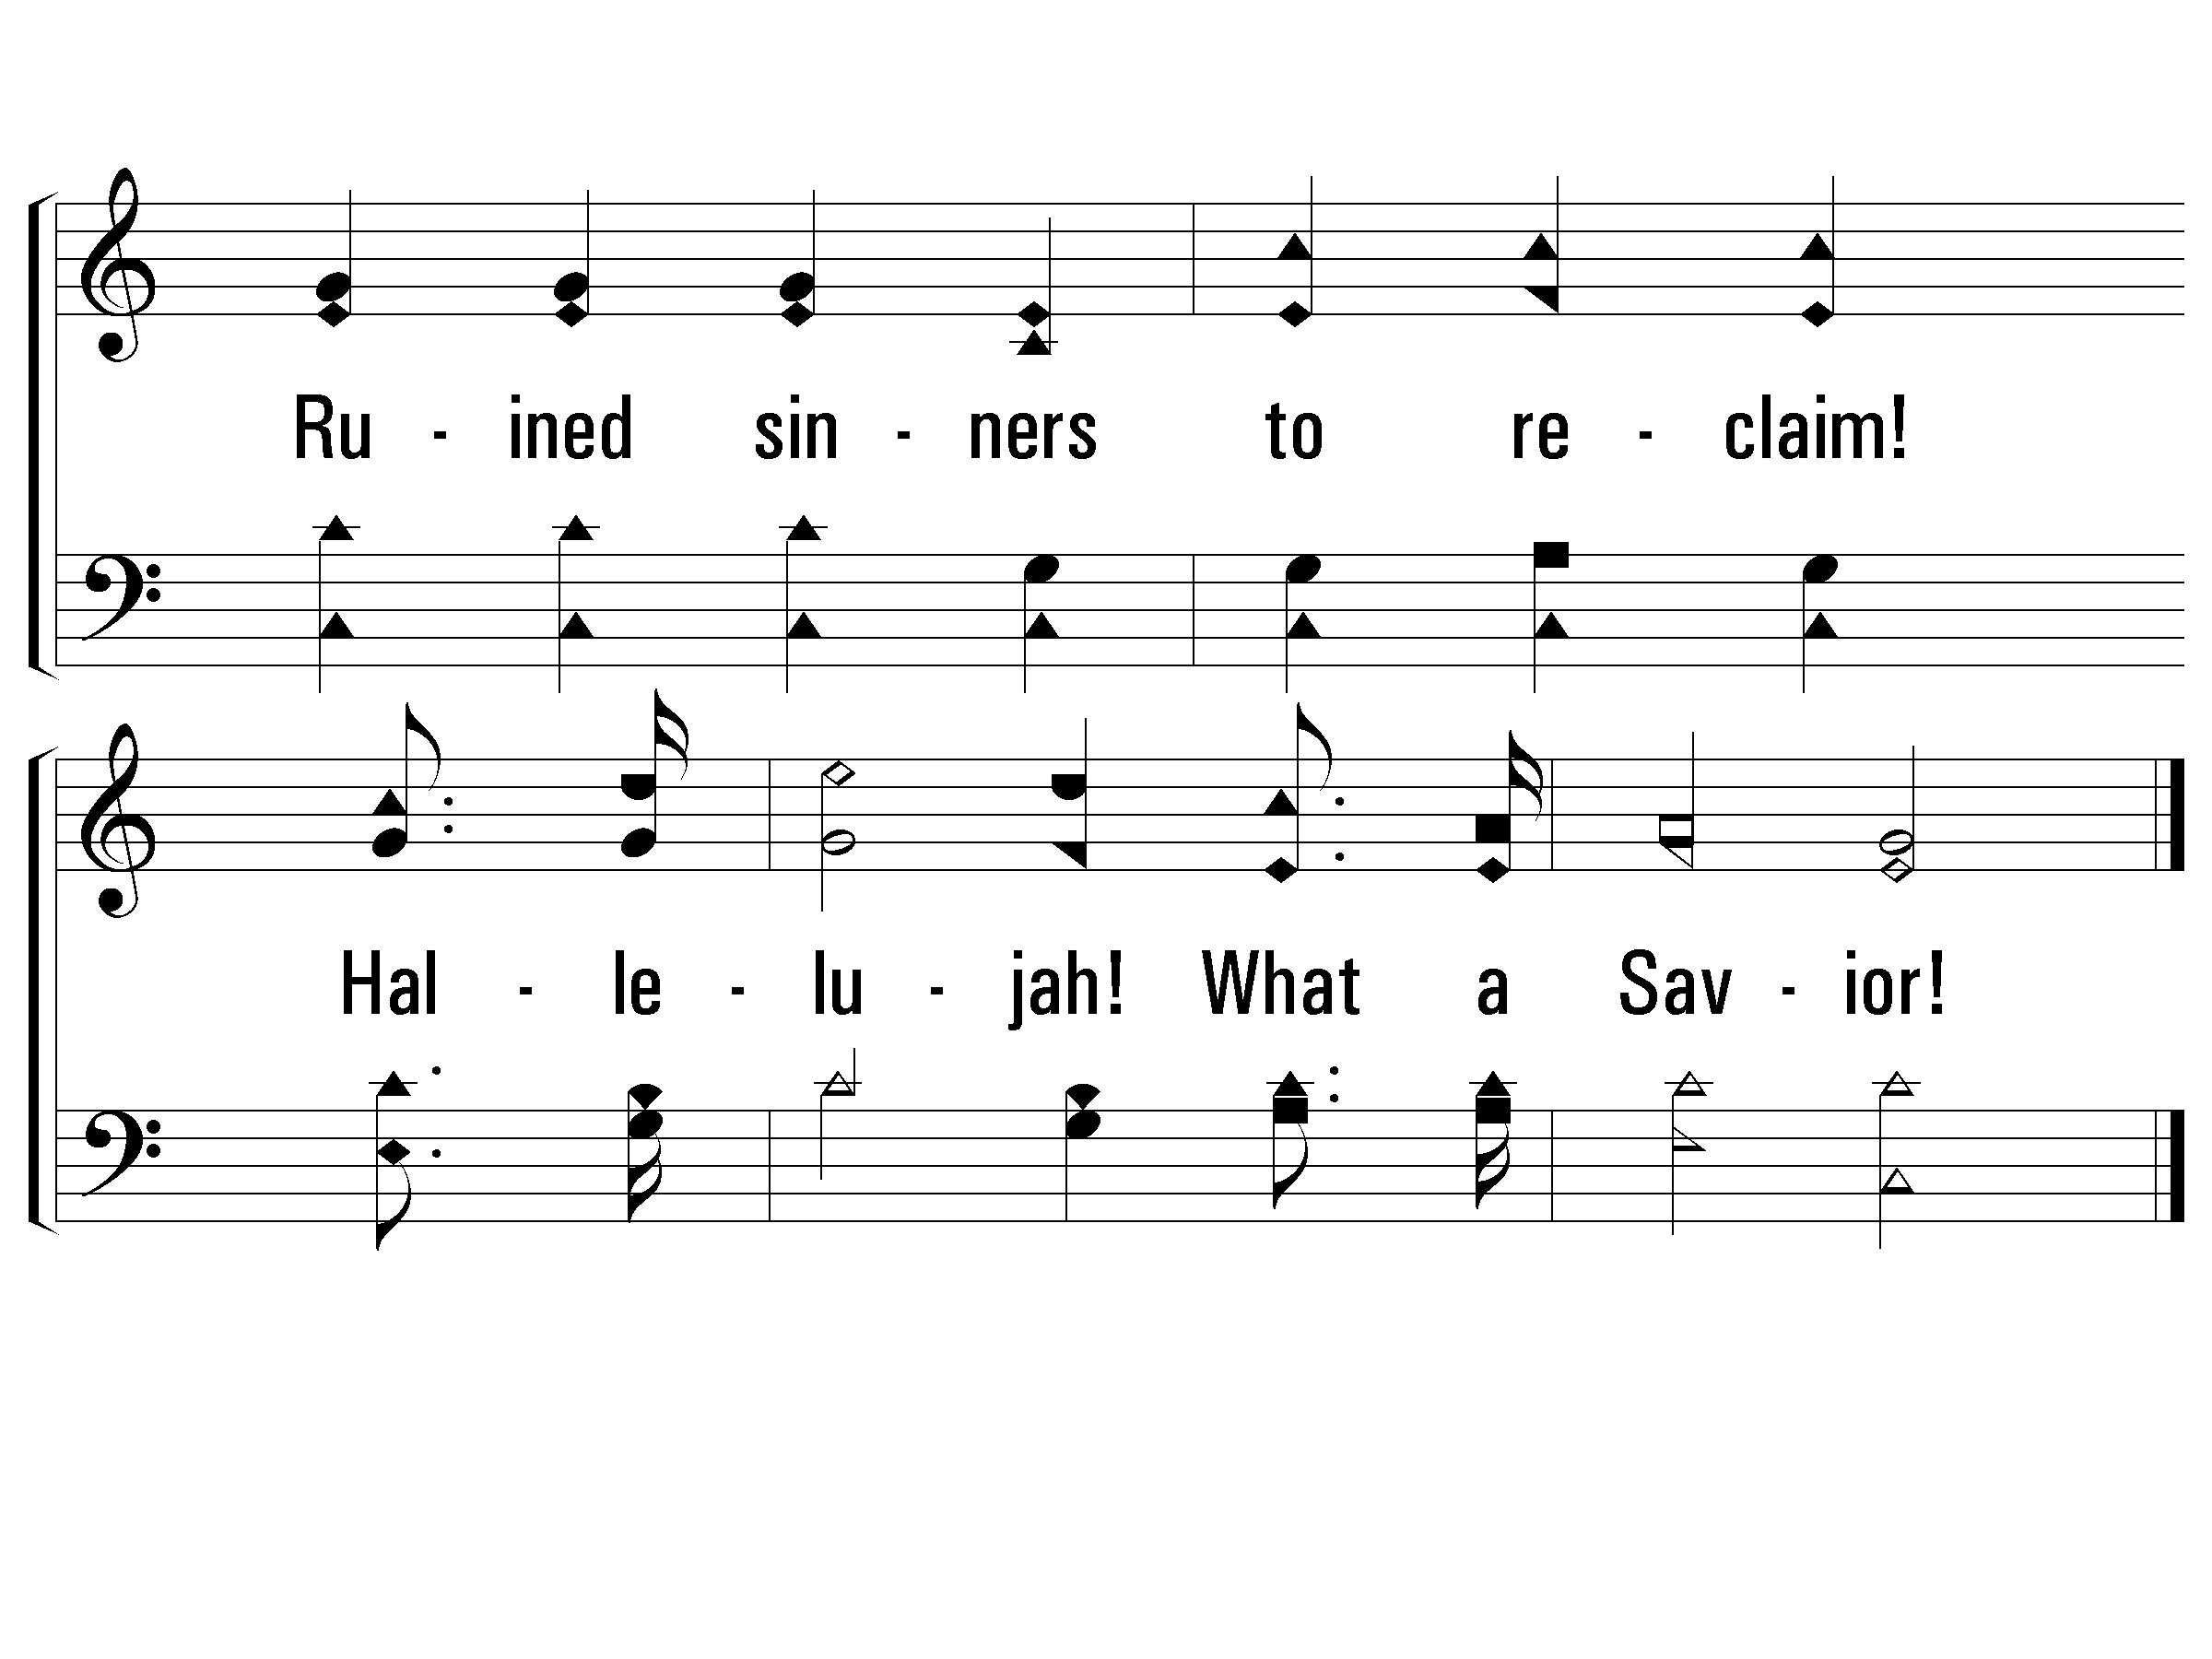 Ru - ined sin - ners to re - claim!
Hal - le - lu - jah! What a Sav - ior!